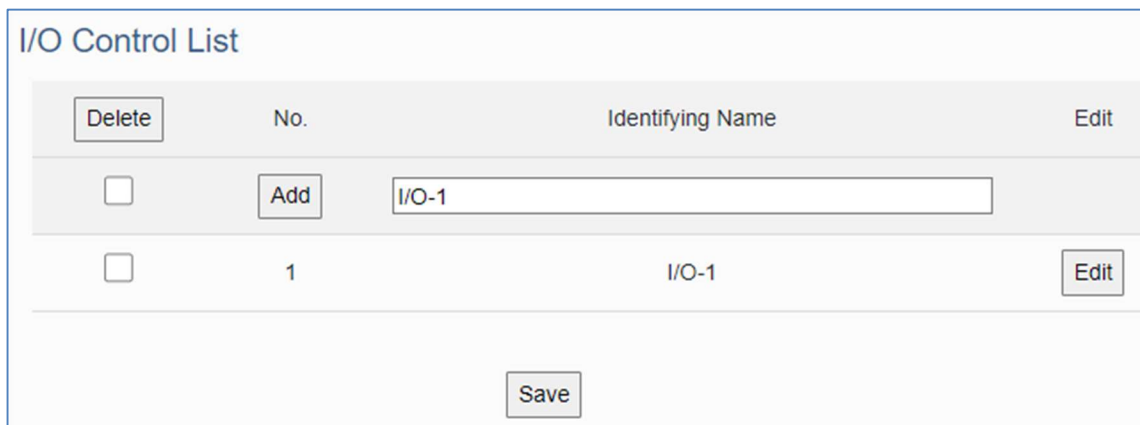 I/O Control List
Delete No. Identifying Name Edit
Add I/O-1
1 I/O-1 Edit
Save